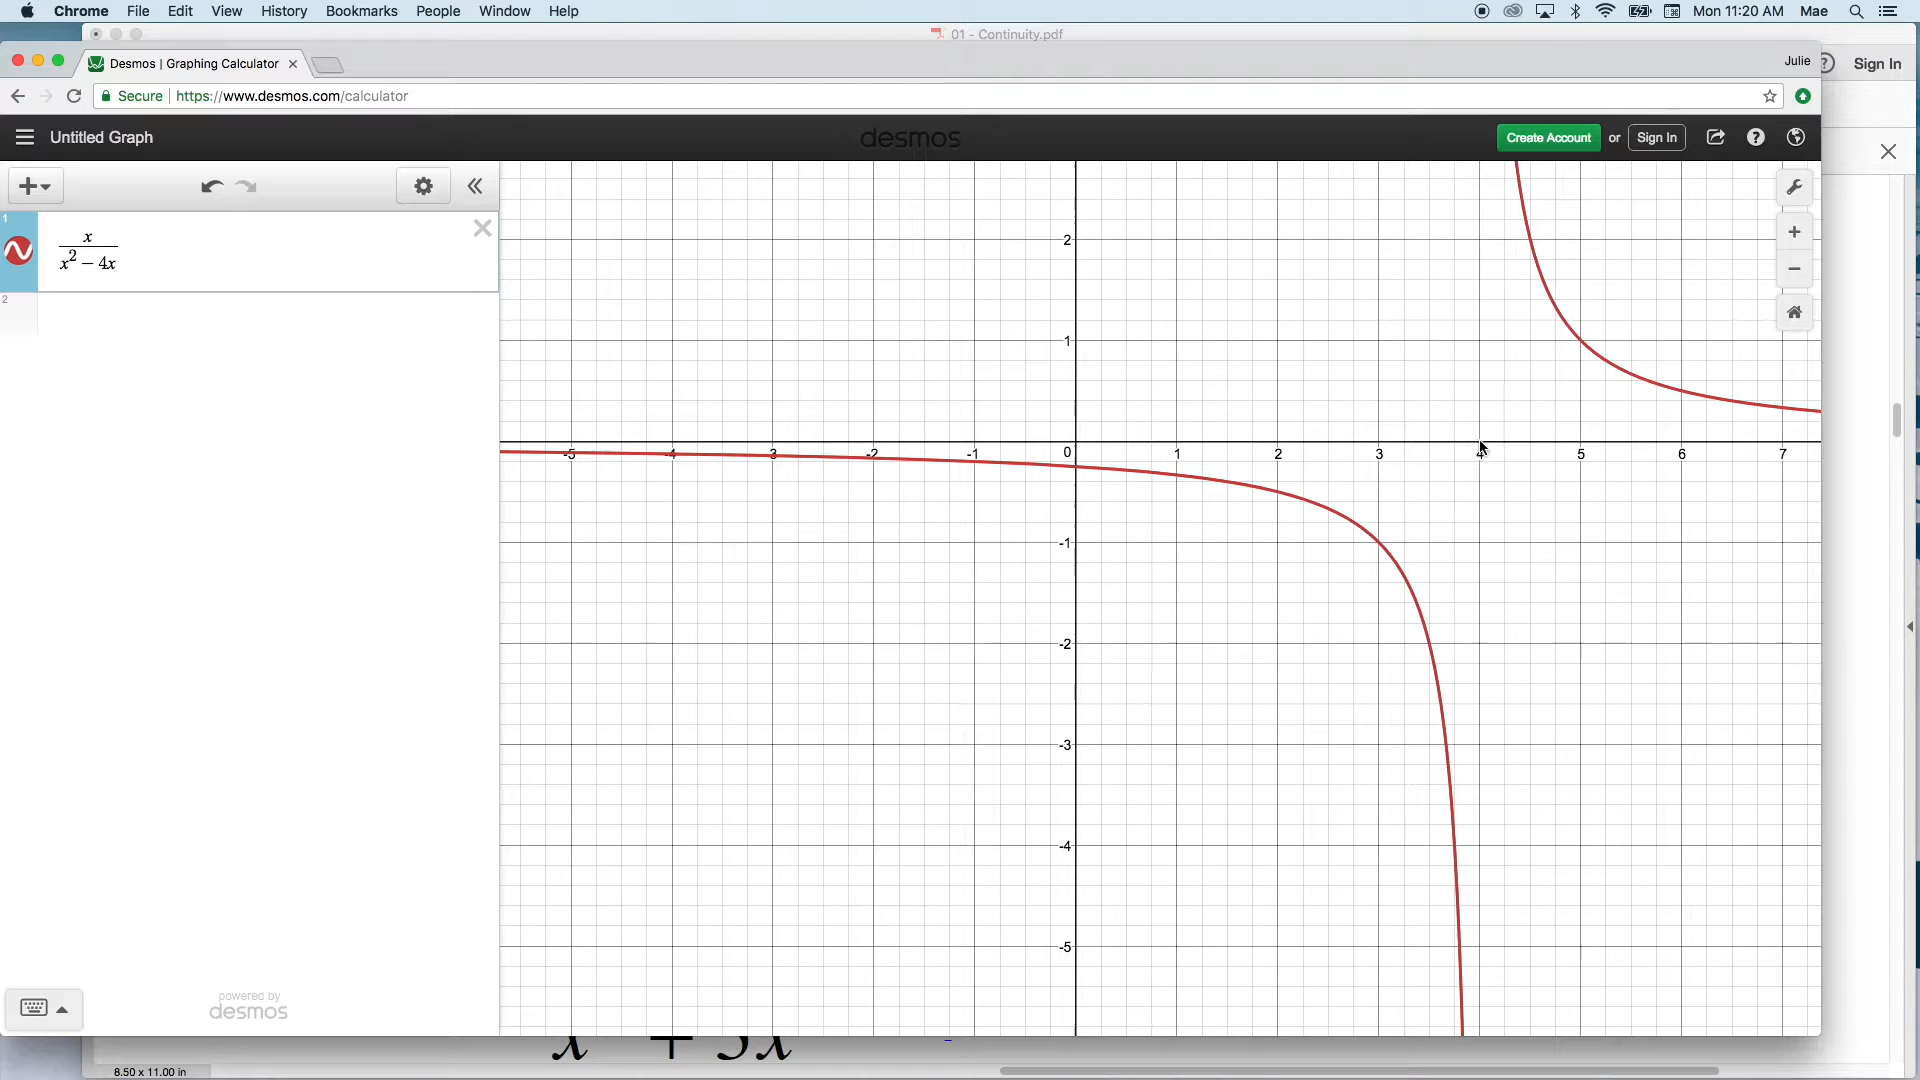 Chrome File Edit View History Bookmarks People Window Help Mon 11:20 AM Mae
01 - Continuity.pdf
Desmos | Graphing Calculator Julie Sign In
Secure https://www.desmos.com/calculator
Untitled Graph desmos Create Account or Sign In
1
x
x² − 4x
2
2
1
-5 -4 -3 -2 -1 0 1 2 3 4 5 6 7
-1
-2
-3
-4
-5
powered by
desmos
8.50 x 11.00 in